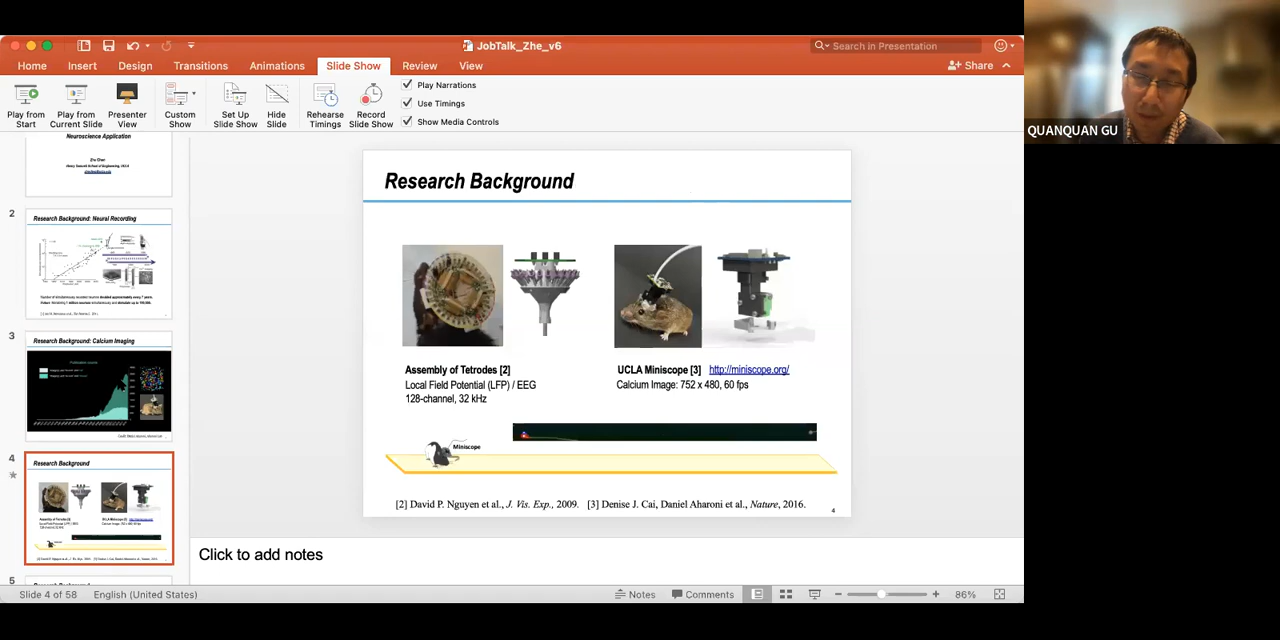 JobTalk_Zhe_v6
Search in Presentation
Home Insert Design Transitions Animations Slide Show Review View
Share
Play from Start
Play from Current Slide
Presenter View
Custom Show
Set Up Slide Show
Hide Slide
Rehearse Timings
Record Slide Show
Play Narrations
Use Timings
Show Media Controls
QUANQUAN GU
Neuroscience Application
2
Research Background: Neural Recording
3
Research Background: Calcium Imaging
4
Research Background
5
Research Background
Assembly of Tetrodes [2]
Local Field Potential (LFP) / EEG
128-channel, 32 kHz
UCLA Miniscope [3] http://miniscope.org/
Calcium Image: 752 x 480, 60 fps
Miniscope
[2] David P. Nguyen et al., J. Vis. Exp., 2009. [3] Denise J. Cai, Daniel Aharoni et al., Nature, 2016.
4
Click to add notes
Slide 4 of 58
English (United States)
Notes
Comments
86%